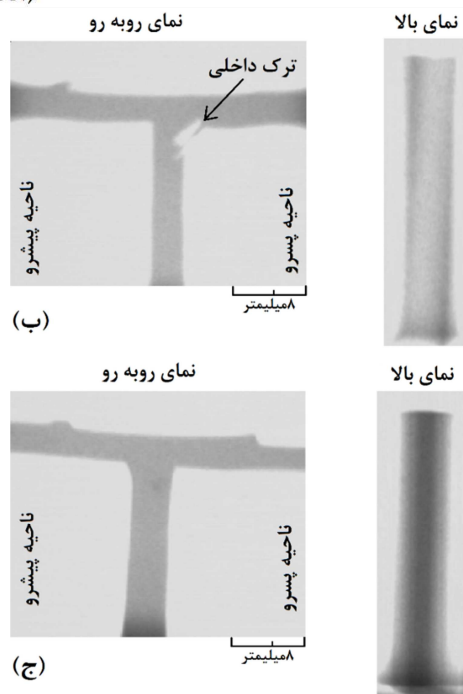 نمای روبه رو
نمای بالا
ترک داخلی
ناحیه پیشرو
ناحیه پسرو
۸میلیمتر
(ب)
نمای روبه رو
نمای بالا
ناحیه پیشرو
ناحیه پسرو
۸میلیمتر
(ج)